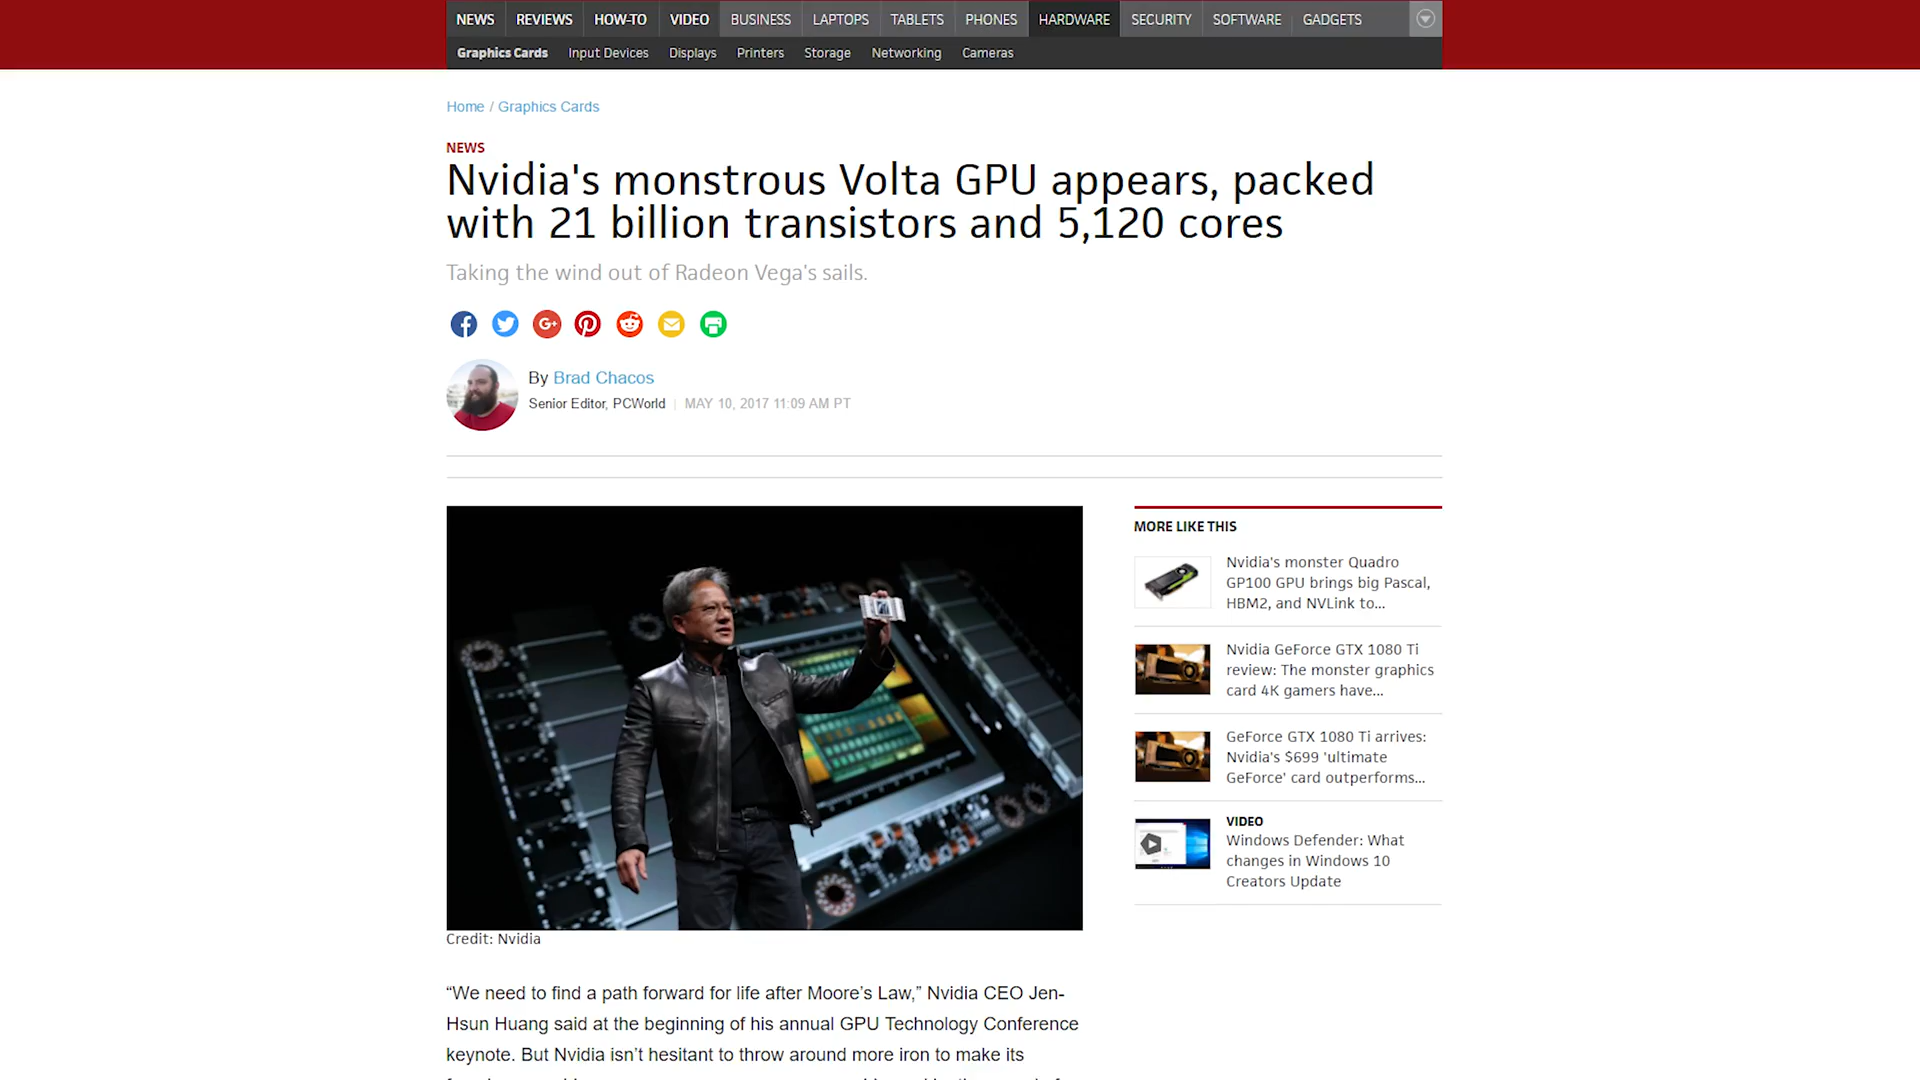 NEWS REVIEWS HOW-TO VIDEO BUSINESS LAPTOPS TABLETS PHONES HARDWARE SECURITY SOFTWARE GADGETS
Graphics Cards Input Devices Displays Printers Storage Networking Cameras
Home / Graphics Cards
NEWS
Nvidia's monstrous Volta GPU appears, packed
with 21 billion transistors and 5,120 cores
Taking the wind out of Radeon Vega's sails.
By Brad Chacos
Senior Editor, PCWorld | MAY 10, 2017 11:09 AM PT
Credit: Nvidia
“We need to find a path forward for life after Moore’s Law,” Nvidia CEO Jen-
Hsun Huang said at the beginning of his annual GPU Technology Conference
keynote. But Nvidia isn’t hesitant to throw around more iron to make its
MORE LIKE THIS
Nvidia's monster Quadro
GP100 GPU brings big Pascal,
HBM2, and NVLink to...
Nvidia GeForce GTX 1080 Ti
review: The monster graphics
card 4K gamers have...
GeForce GTX 1080 Ti arrives:
Nvidia's $699 'ultimate
GeForce' card outperforms...
VIDEO
Windows Defender: What
changes in Windows 10
Creators Update